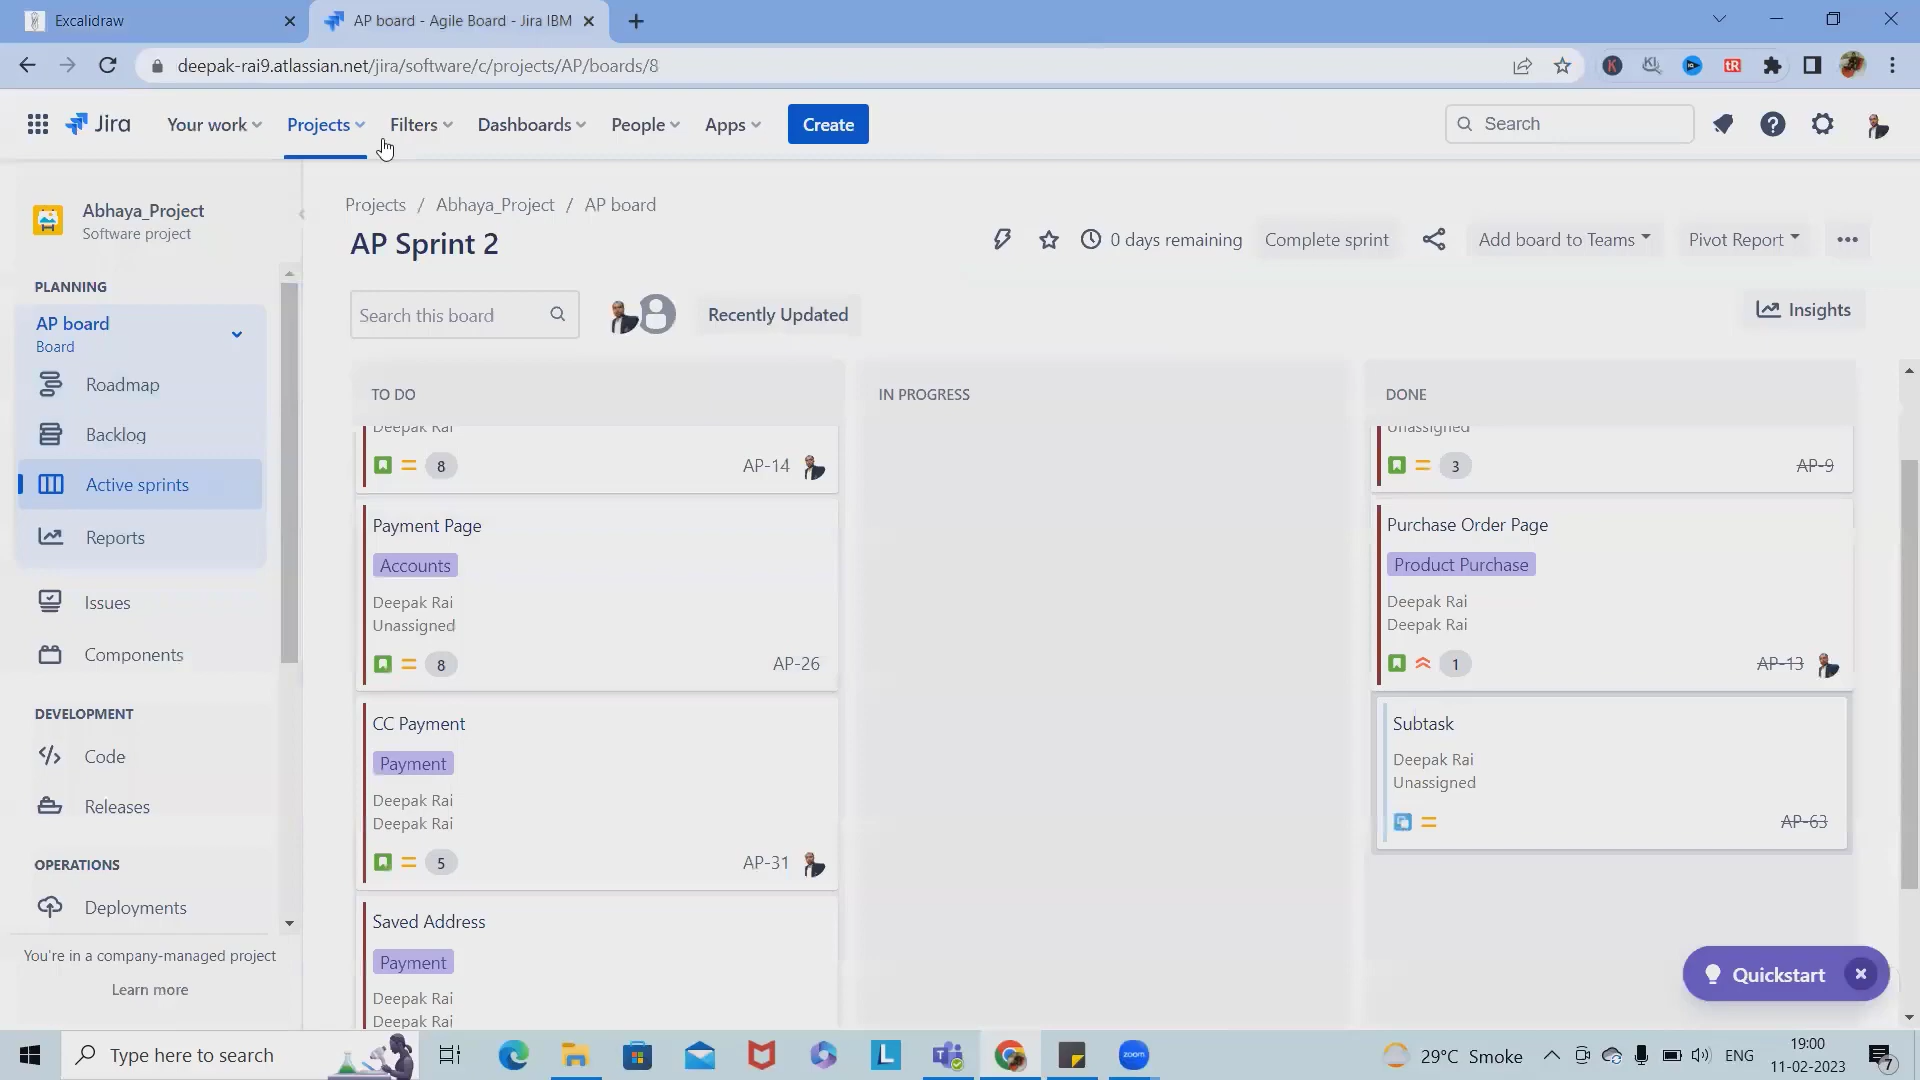 Excalidraw
AP board - Agile Board - Jira IBM
deepak-rai9.atlassian.net/jira/software/c/projects/AP/boards/8
Jira
Your work
Projects
Filters
Dashboards
People
Apps
Create
Search
Abhaya_Project
Software project
PLANNING
AP board
Board
Roadmap
Backlog
Active sprints
Reports
Issues
Components
DEVELOPMENT
Code
Releases
OPERATIONS
Deployments
You're in a company-managed project
Learn more
Projects / Abhaya_Project / AP board
AP Sprint 2
0 days remaining
Complete sprint
Add board to Teams
Pivot Report
Search this board
Recently Updated
Insights
TO DO
Deepak Rai
8
AP-14
Payment Page
Accounts
Deepak Rai
Unassigned
8
AP-26
CC Payment
Payment
Deepak Rai
Deepak Rai
5
AP-31
Saved Address
Payment
Deepak Rai
Deepak Rai
IN PROGRESS
DONE
Unassigned
3
AP-9
Purchase Order Page
Product Purchase
Deepak Rai
Deepak Rai
1
AP-13
Subtask
Deepak Rai
Unassigned
AP-63
Quickstart
Type here to search
zoom
29°C Smoke
ENG
19:00
11-02-2023
7